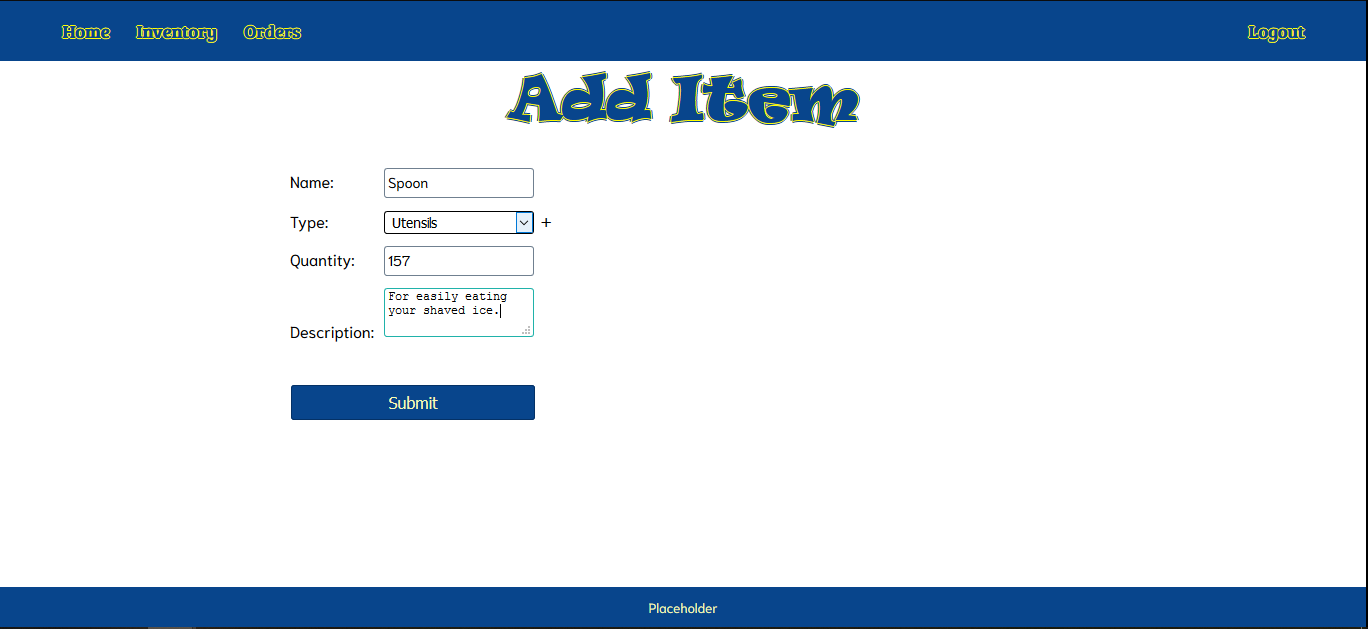 Home Inventory Orders Logout
Add Item
Name: Spoon
Type: Utensils +
Quantity: 157
For easily eating
your shaved ice.
Description:
Submit
Placeholder